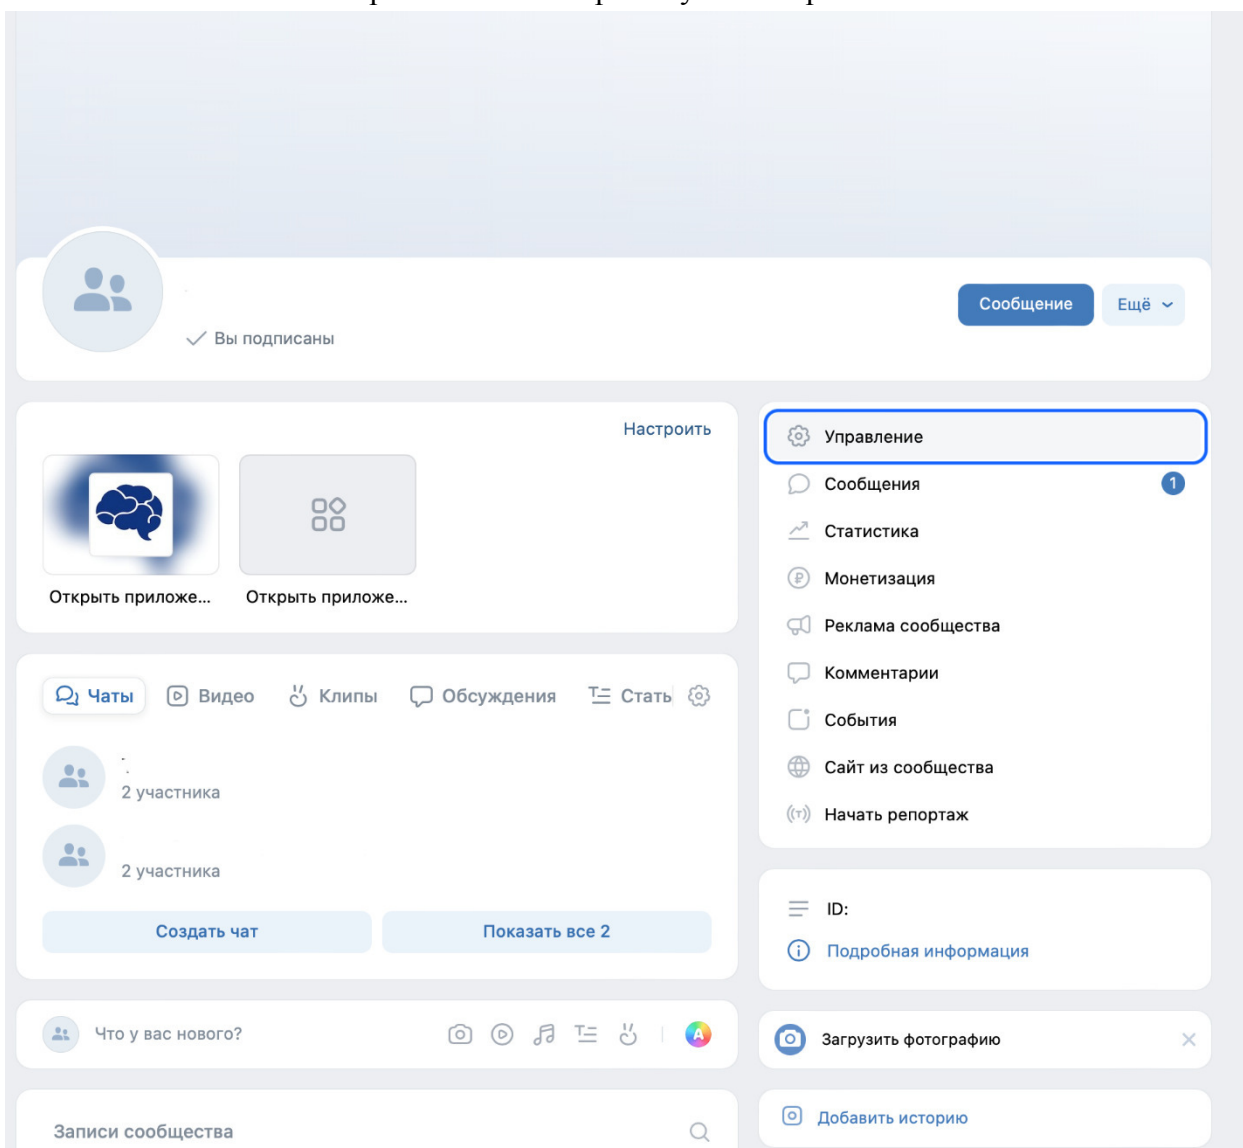 Сообщение
Ещё
Вы подписаны
Настроить
Открыть приложе...
Открыть приложе...
Чаты
Видео
Клипы
Обсуждения
Стать
2 участника
2 участника
Создать чат
Показать все 2
Что у вас нового?
Записи сообщества
Управление
Сообщения
1
Статистика
Монетизация
Реклама сообщества
Комментарии
События
Сайт из сообщества
Начать репортаж
ID:
Подробная информация
Загрузить фотографию
Добавить историю